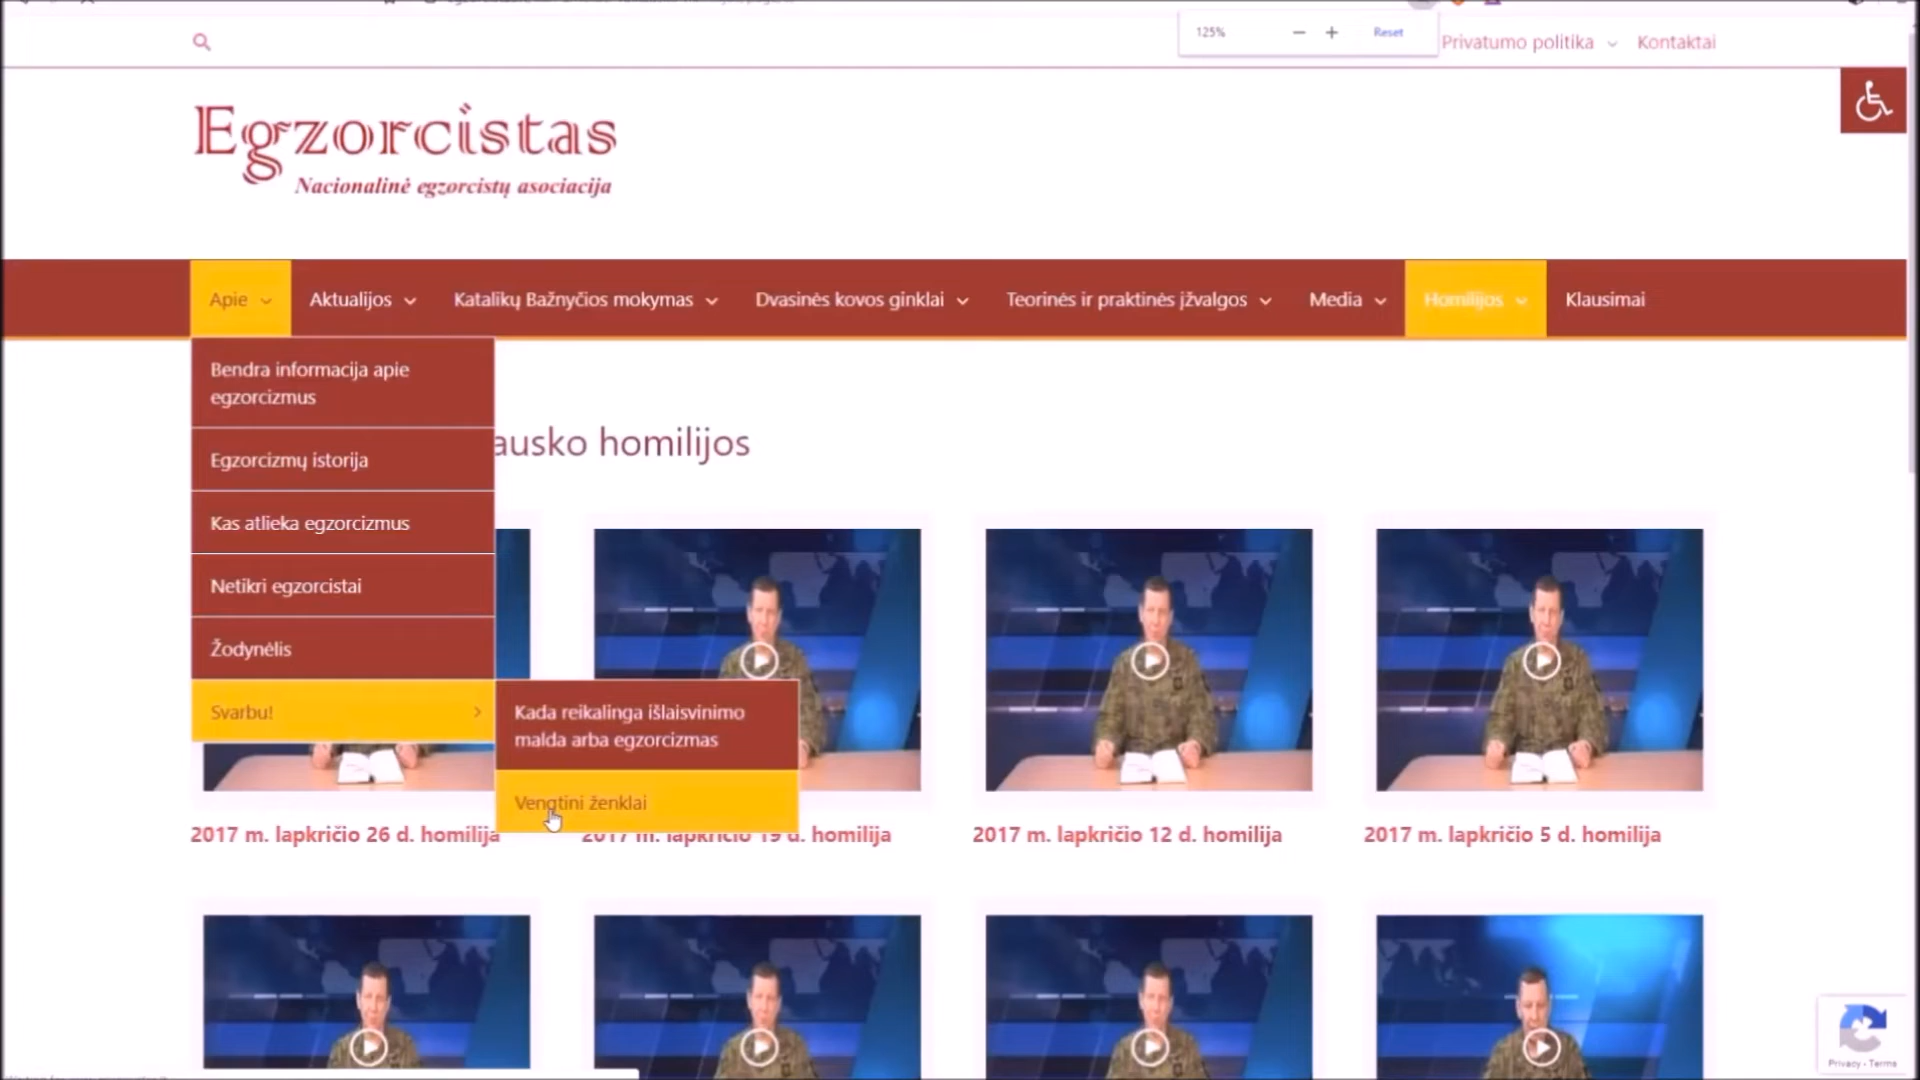 125%
Reset
Privatumo politika
Kontaktai
Egzorcistas
Nacionalinė egzorcistų asociacija
Apie
Aktualijos
Katalikų Bažnyčios mokymas
Dvasinės kovos ginklai
Teorinės ir praktinės įžvalgos
Media
Homilijos
Klausimai
Bendra informacija apie
egzorcizmus
Egzorcizmų istorija
Kas atlieka egzorcizmus
Netikri egzorcistai
Žodynėlis
Svarbu!
Kada reikalinga išlaisvinimo
malda arba egzorcizmas
Vengtini ženklai
ausko homilijos
2017 m. lapkričio 26 d. homilija
2017 m. lapkričio 19 d. homilija
2017 m. lapkričio 12 d. homilija
2017 m. lapkričio 5 d. homilija
Privacy - Terms